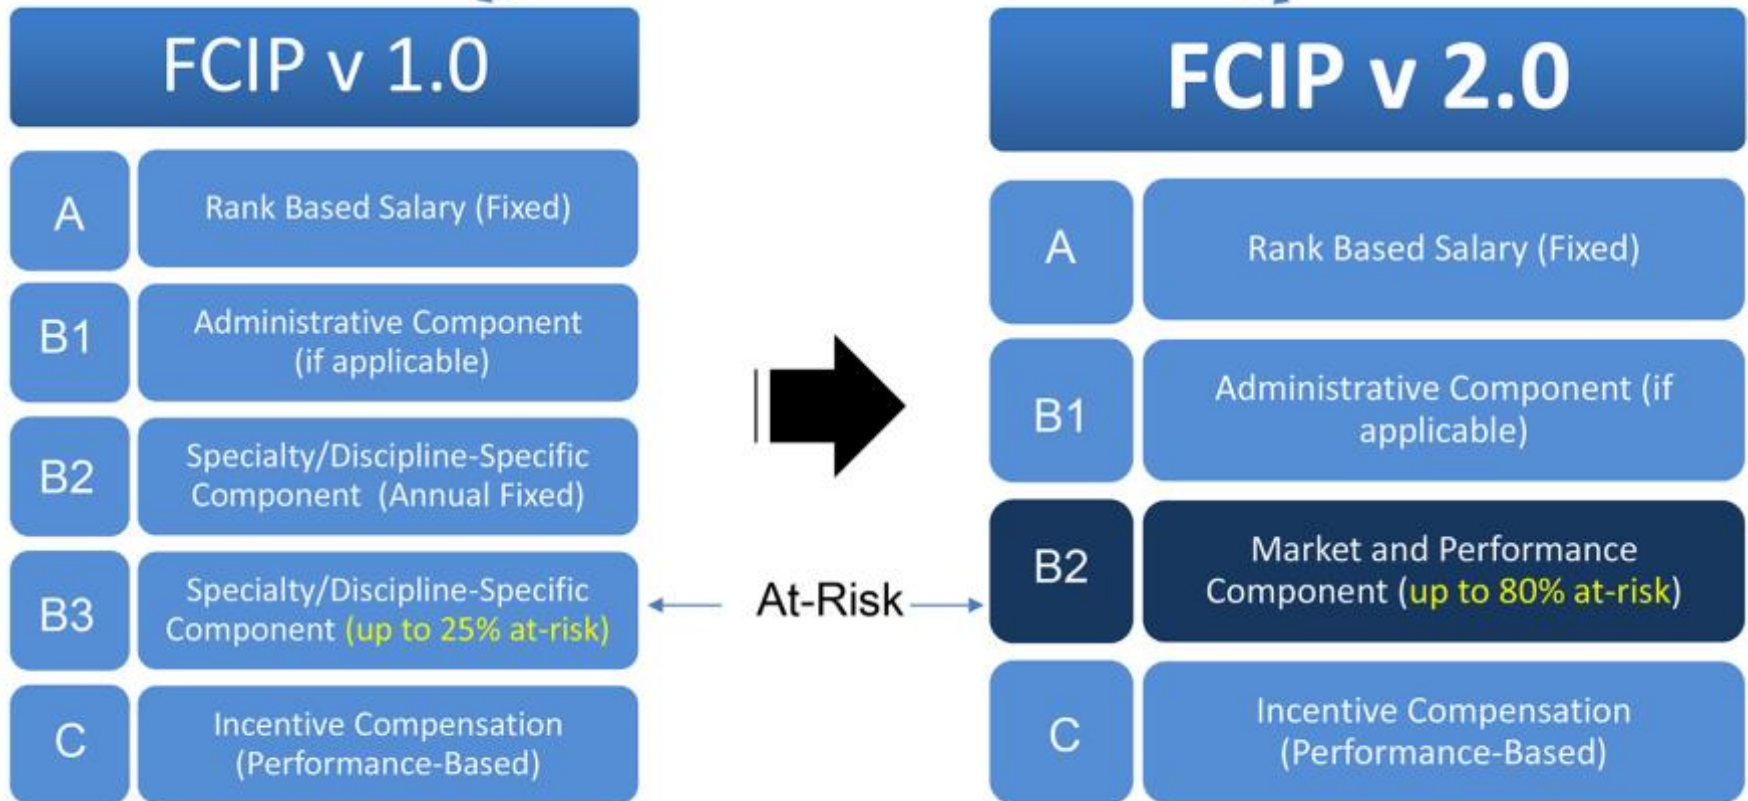 FCIP v 1.0
A
Rank Based Salary (Fixed)
B1
Administrative Component
(if applicable)
B2
Specialty/Discipline-Specific
Component (Annual Fixed)
B3
Specialty/Discipline-Specific
Component (up to 25% at-risk)
C
Incentive Compensation
(Performance-Based)
At-Risk
FCIP v 2.0
A
Rank Based Salary (Fixed)
B1
Administrative Component (if
applicable)
B2
Market and Performance
Component (up to 80% at-risk)
C
Incentive Compensation
(Performance-Based)